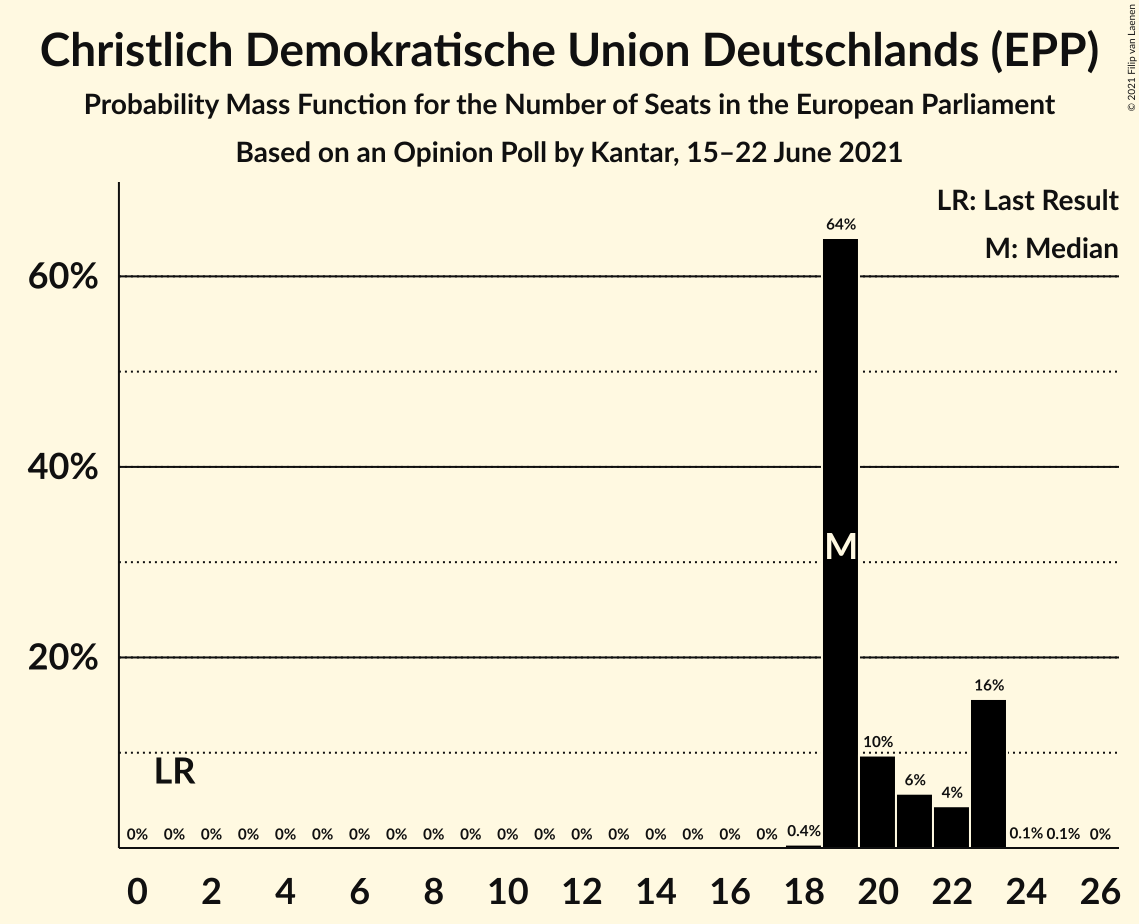 Christlich Demokratische Union Deutschlands (EPP)
Probability Mass Function for the Number of Seats in the European Parliament
Based on an Opinion Poll by Kantar, 15–22 June 2021
© 2021 Filip van Laenen
LR: Last Result
M: Median
64%
60%
40%
M
20%
16%
10%
6%
4%
LR
0% 0% 0% 0% 0% 0% 0% 0% 0% 0% 0% 0% 0% 0% 0% 0% 0% 0% 0.4% 0.1% 0.1% 0%
0 2 4 6 8 10 12 14 16 18 20 22 24 26